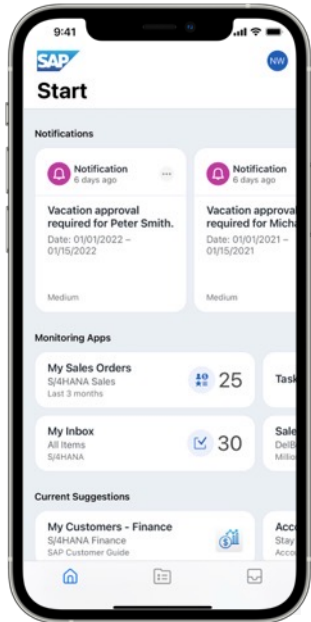 9:41
SAP
NW
Start
Notifications
Notification
6 days ago
Vacation approval
required for Peter Smith.
Date: 01/01/2022 –
01/15/2022
Medium
Notification
6 days ago
Vacation approval
required for Micha
Date: 01/01/2021 –
01/15/2021
Medium
Monitoring Apps
My Sales Orders
S/4HANA Sales
Last 3 months
25
Task
My Inbox
All Items
S/4HANA
30
Sale
DelB
Millio
Current Suggestions
My Customers - Finance
S/4HANA Finance
SAP Customer Guide
Acco
Stay
Acco